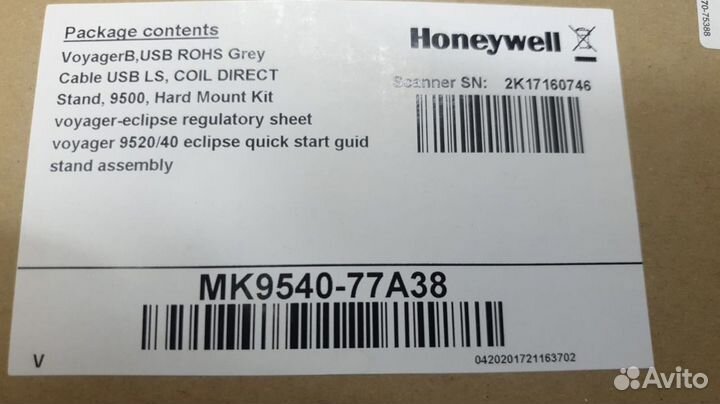 70-75388
Package contents
Honeywell
VoyagerB,USB ROHS Grey
Cable USB LS, COIL DIRECT
Stand, 9500, Hard Mount Kit
voyager-eclipse regulatory sheet
voyager 9520/40 eclipse quick start guid
stand assembly
Scanner SN: 2K17160746
MK9540-77A38
V
0420201721163702
Avito